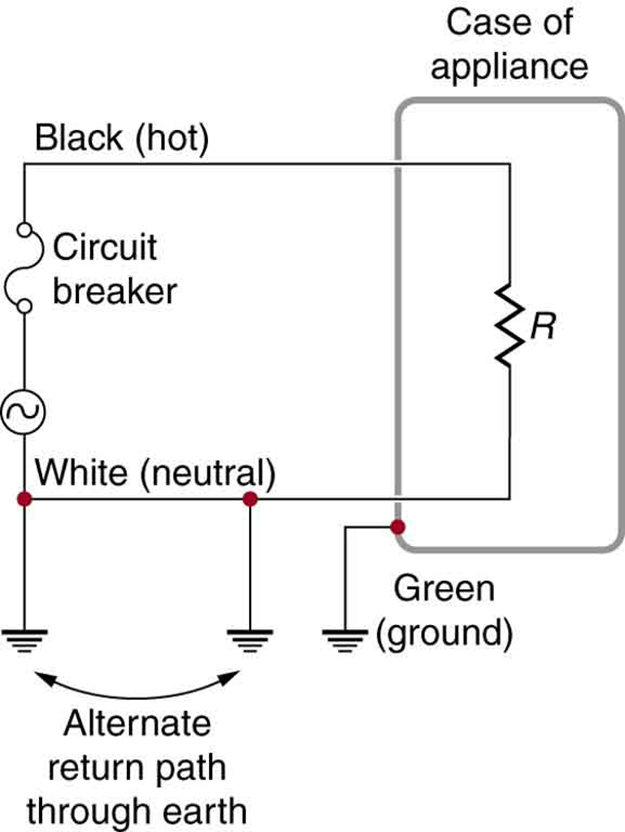 Case of
appliance
Black (hot)
Circuit
breaker
R
White (neutral)
Green
(ground)
Alternate
return path
through earth